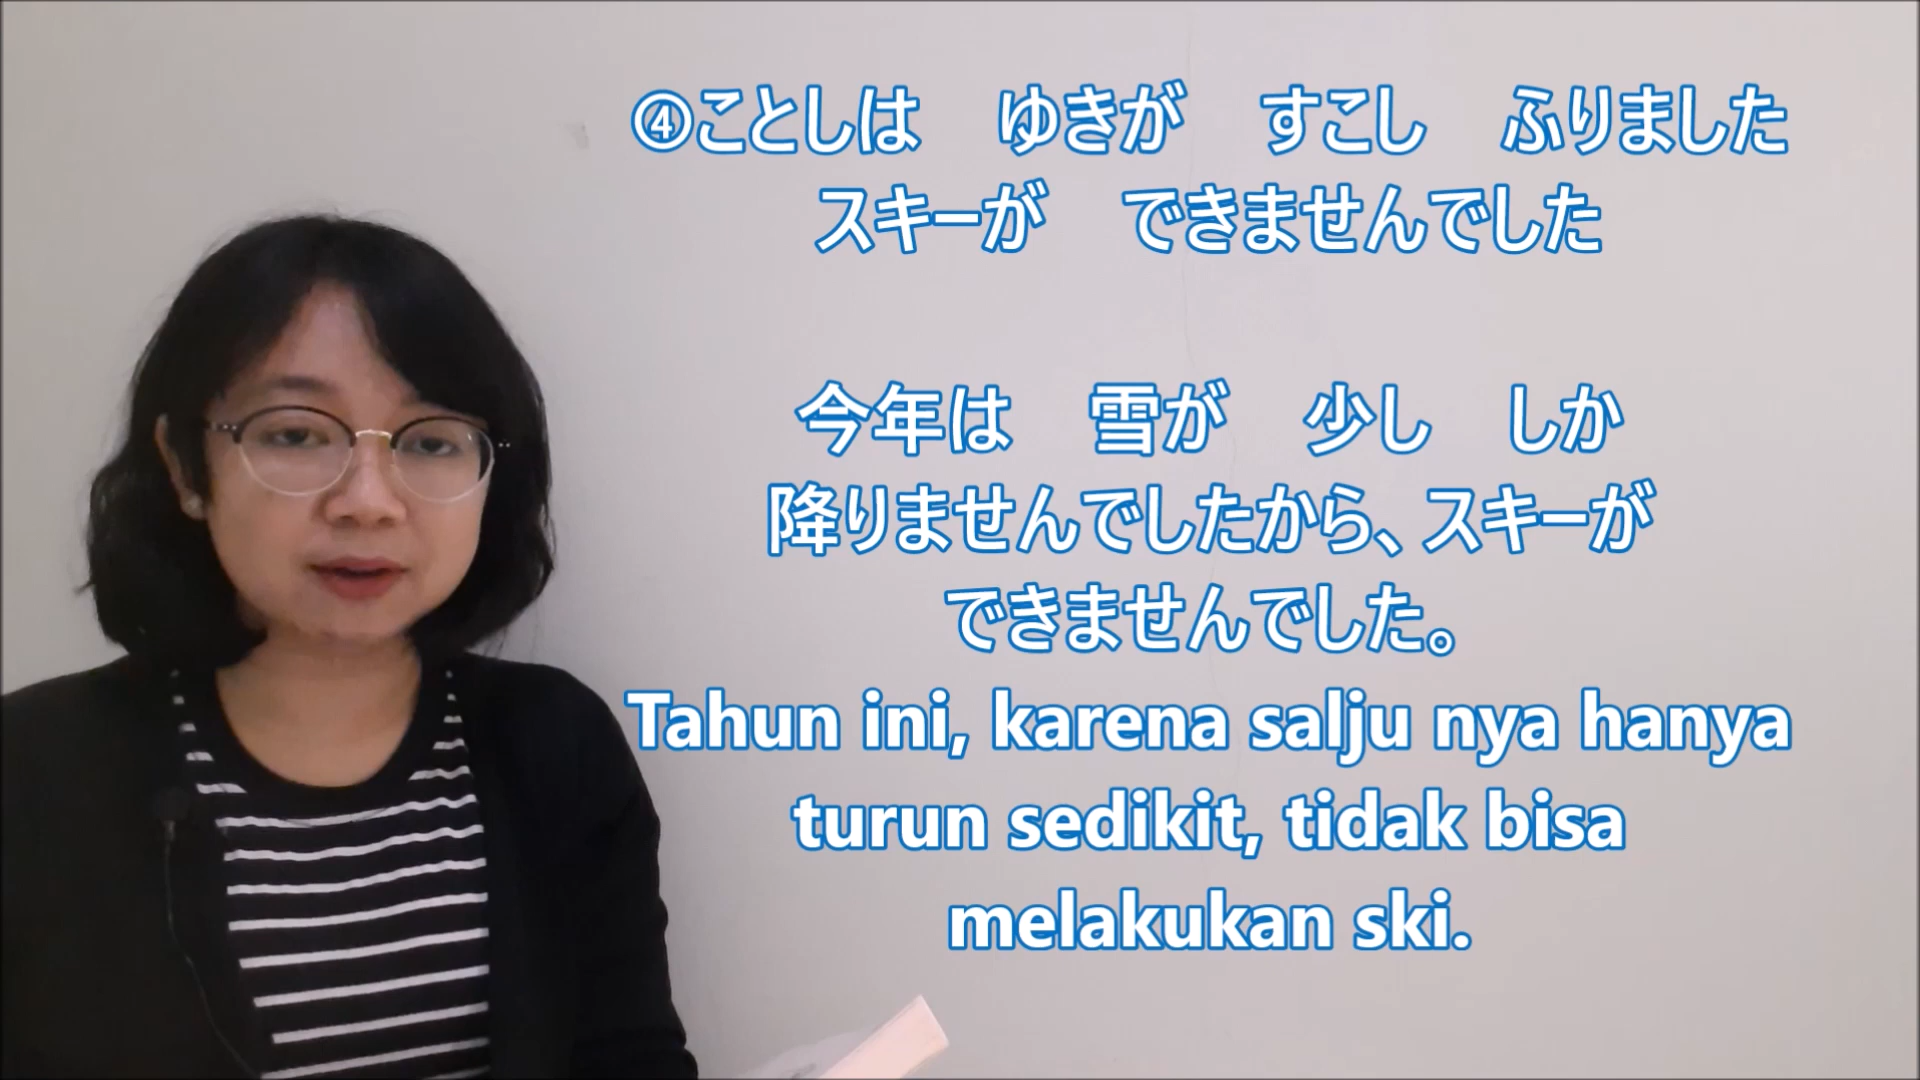 ④ことしは　ゆきが　すこし　ふりました
スキーが　できませんでした
今年は　雪が　少し　しか
降りませんでしたから、スキーが
できませんでした。
Tahun ini, karena salju nya hanya
turun sedikit, tidak bisa
melakukan ski.